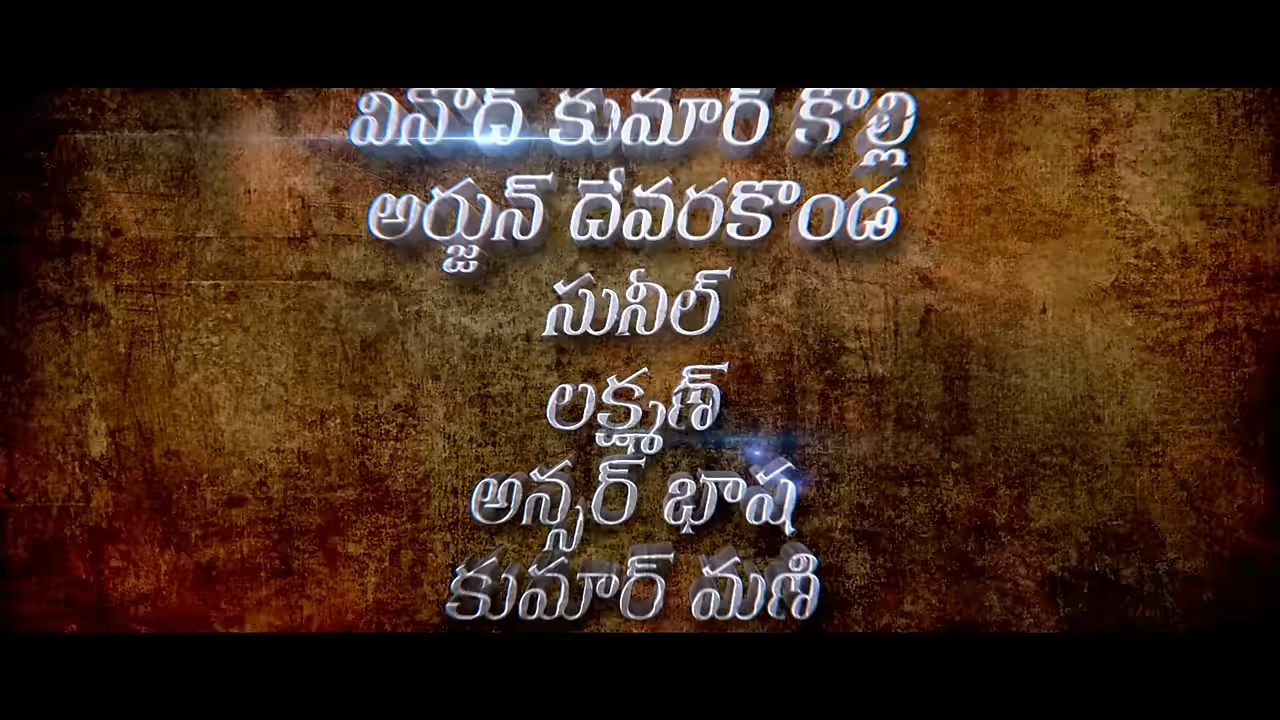 వినోద్ కుమార్ కొల్లి
అర్జున్ దేవరకొండ
సునీల్
లక్ష్మణ్
అన్సర్ భాష
కుమార్ మణి